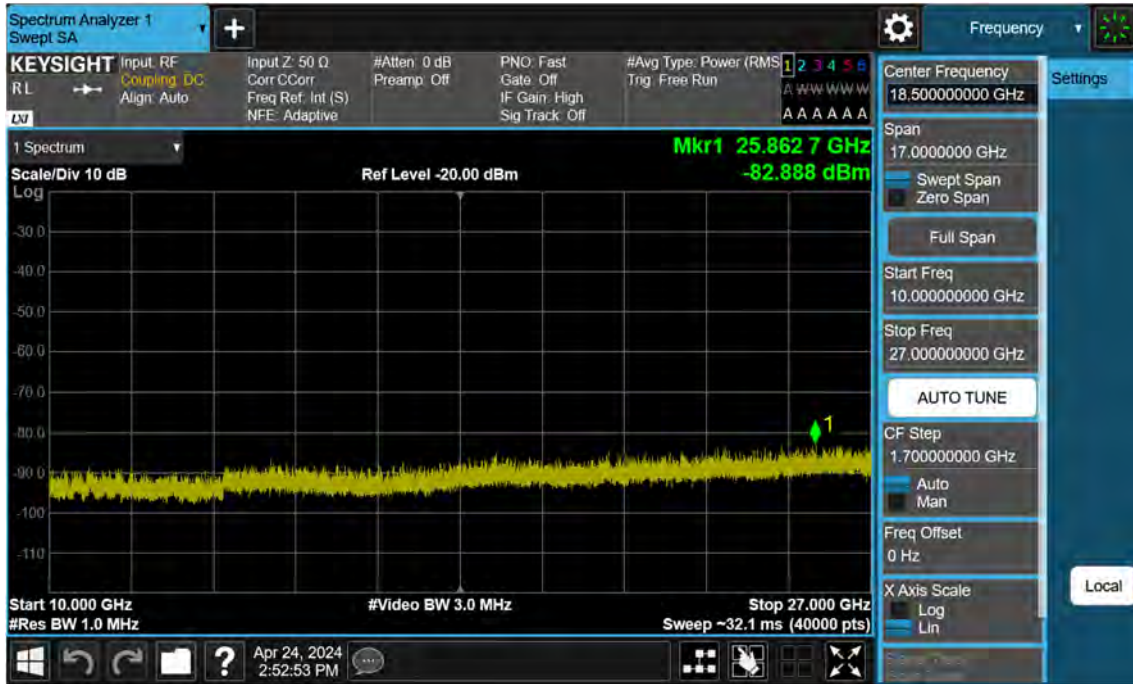 Spectrum Analyzer 1
Swept SA
Frequency
KEYSIGHT
RL
LXI
Input: RF
Coupling: DC
Align: Auto
Input Z: 50 Ω
Corr CCorr
Freq Ref: Int (S)
NFE: Adaptive
#Atten: 0 dB
Preamp: Off
PNO: Fast
Gate: Off
IF Gain: High
Sig Track: Off
#Avg Type: Power (RMS
Trig: Free Run
1 2 3 4 5 6
A W W W W W
A A A A A A
1 Spectrum
Scale/Div 10 dB
Ref Level -20.00 dBm
Mkr1 25.862 7 GHz
-82.888 dBm
Log
-30.0
-40.0
-50.0
-60.0
-70.0
-80.0
-90.0
-100
-110
1
Start 10.000 GHz
#Video BW 3.0 MHz
Stop 27.000 GHz
#Res BW 1.0 MHz
Sweep ~32.1 ms (40000 pts)
Apr 24, 2024
2:52:53 PM
Center Frequency
18.500000000 GHz
Settings
Span
17.0000000 GHz
Swept Span
Zero Span
Full Span
Start Freq
10.000000000 GHz
Stop Freq
27.000000000 GHz
AUTO TUNE
CF Step
1.700000000 GHz
Auto
Man
Freq Offset
0 Hz
X Axis Scale
Log
Lin
Local